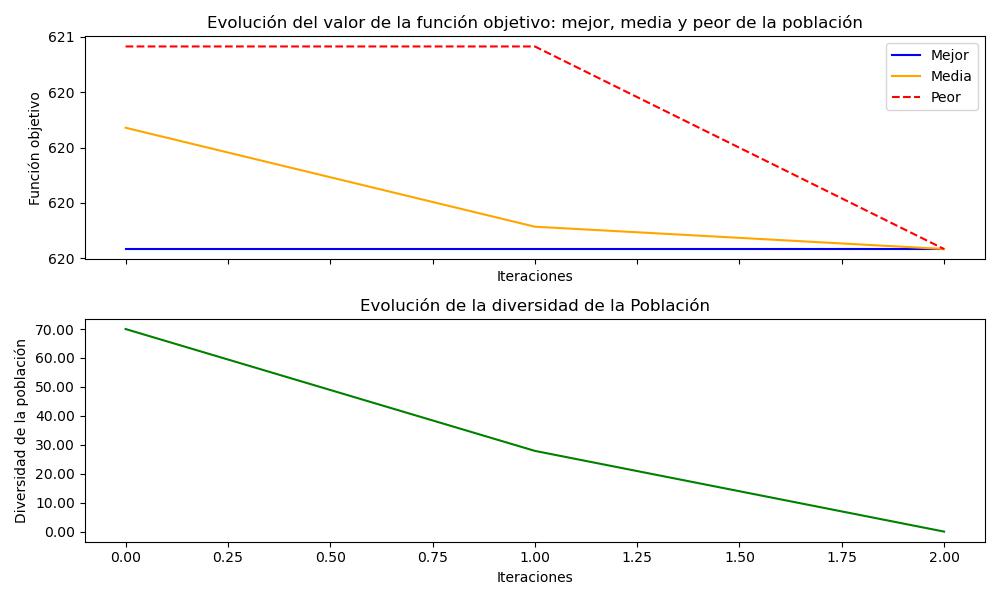 Evolución del valor de la función objetivo: mejor, media y peor de la población
621
620
620
620
620
Función objetivo
Mejor
Media
Peor
Iteraciones
Evolución de la diversidad de la Población
70.00
60.00
50.00
40.00
30.00
20.00
10.00
0.00
Diversidad de la población
0.00 0.25 0.50 0.75 1.00 1.25 1.50 1.75 2.00
Iteraciones